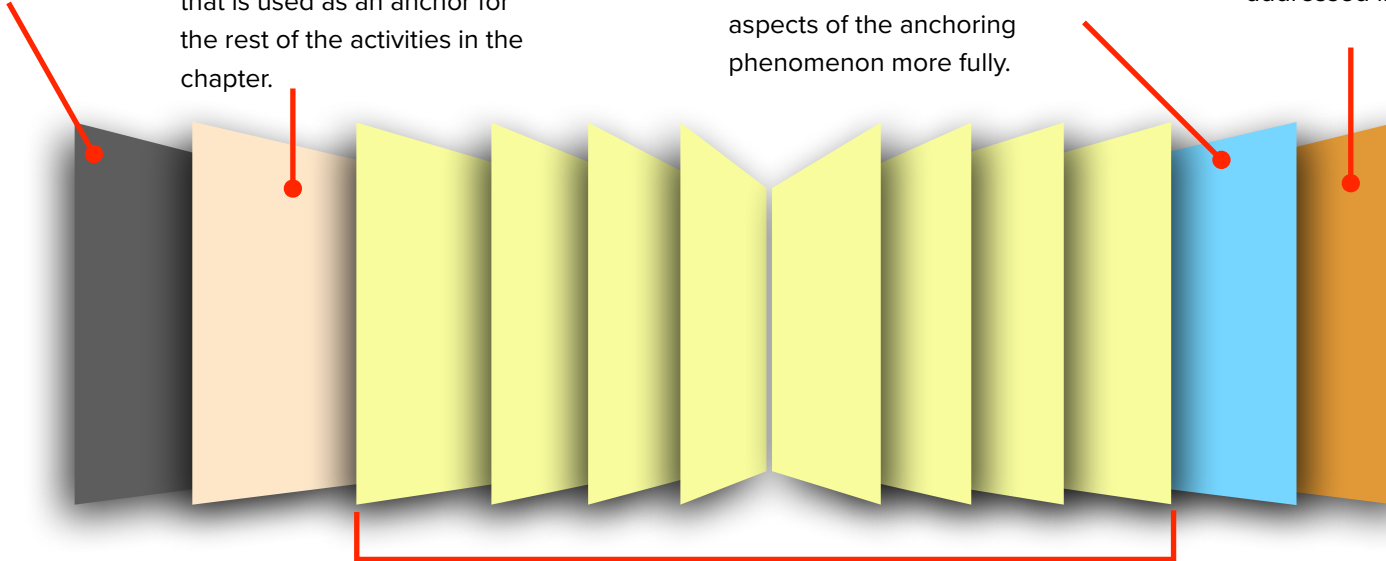 that is used as an anchor for
the rest of the activities in the
chapter.
aspects of the anchoring
phenomenon more fully.
addressed